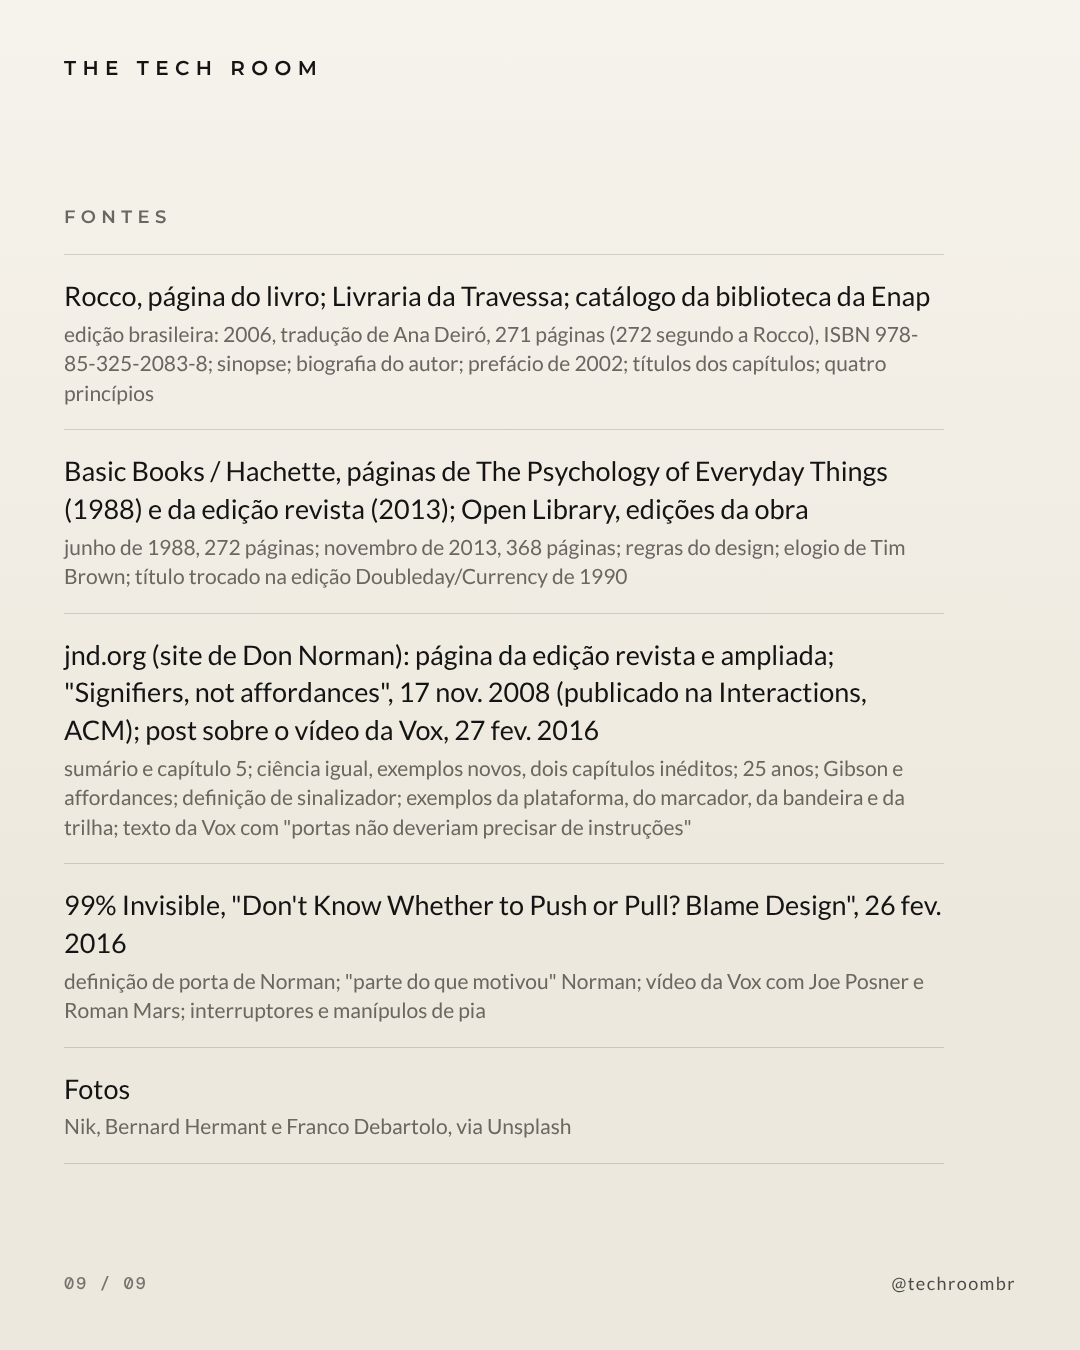 THE TECH ROOM
FONTES
Rocco, página do livro; Livraria da Travessa; catálogo da biblioteca da Enap
edição brasileira: 2006, tradução de Ana Deiró, 271 páginas (272 segundo a Rocco), ISBN 978-
85-325-2083-8; sinopse; biografia do autor; prefácio de 2002; títulos dos capítulos; quatro
princípios
Basic Books / Hachette, páginas de The Psychology of Everyday Things
(1988) e da edição revista (2013); Open Library, edições da obra
junho de 1988, 272 páginas; novembro de 2013, 368 páginas; regras do design; elogio de Tim
Brown; título trocado na edição Doubleday/Currency de 1990
jnd.org (site de Don Norman): página da edição revista e ampliada;
"Signifiers, not affordances", 17 nov. 2008 (publicado na Interactions,
ACM); post sobre o vídeo da Vox, 27 fev. 2016
sumário e capítulo 5; ciência igual, exemplos novos, dois capítulos inéditos; 25 anos; Gibson e
affordances; definição de sinalizador; exemplos da plataforma, do marcador, da bandeira e da
trilha; texto da Vox com "portas não deveriam precisar de instruções"
99% Invisible, "Don't Know Whether to Push or Pull? Blame Design", 26 fev.
2016
definição de porta de Norman; "parte do que motivou" Norman; vídeo da Vox com Joe Posner e
Roman Mars; interruptores e manípulos de pia
Fotos
Nik, Bernard Hermant e Franco Debartolo, via Unsplash
09 / 09
@techroombr